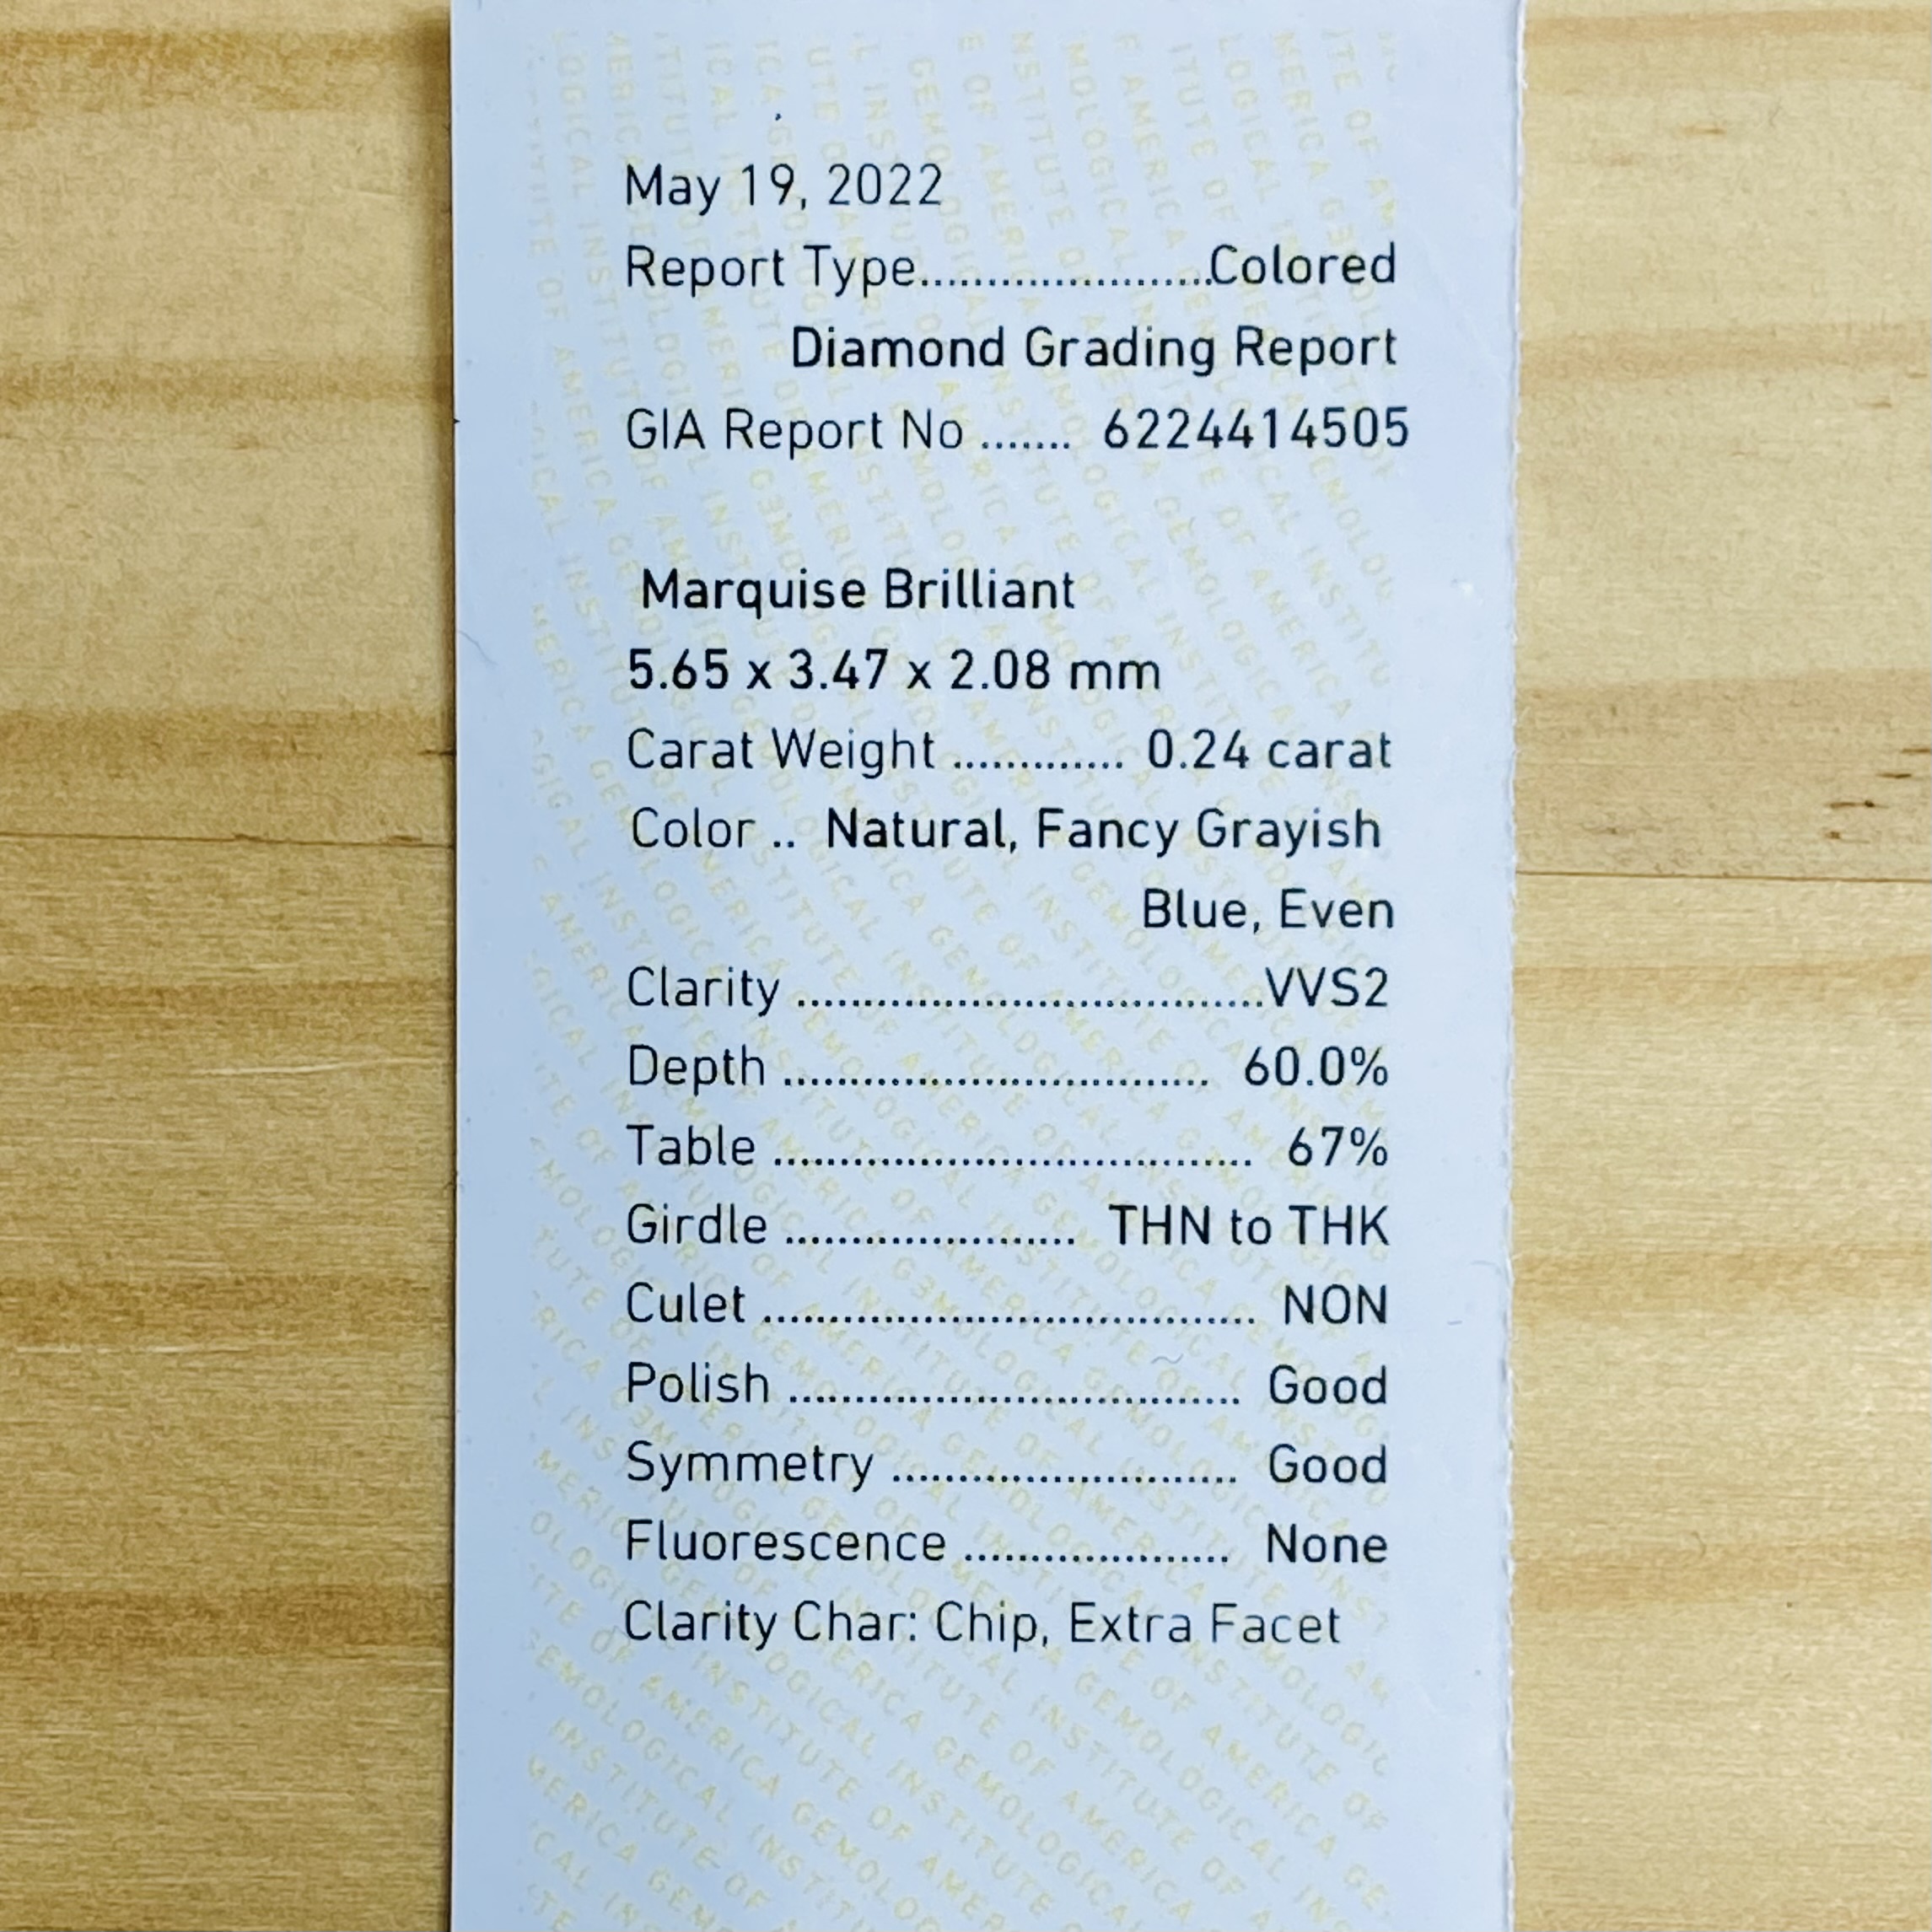 May 19, 2022
Report Type......................Colored
Diamond Grading Report
GIA Report No ....... 6224414505
Marquise Brilliant
5.65 x 3.47 x 2.08 mm
Carat Weight ............. 0.24 carat
Color .. Natural, Fancy Grayish
Blue, Even
Clarity ...................................VVS2
Depth ................................ 60.0%
Table .................................... 67%
Girdle ...................... THN to THK
Culet ..................................... NON
Polish .................................. Good
Symmetry .......................... Good
Fluorescence .................... None
Clarity Char: Chip, Extra Facet